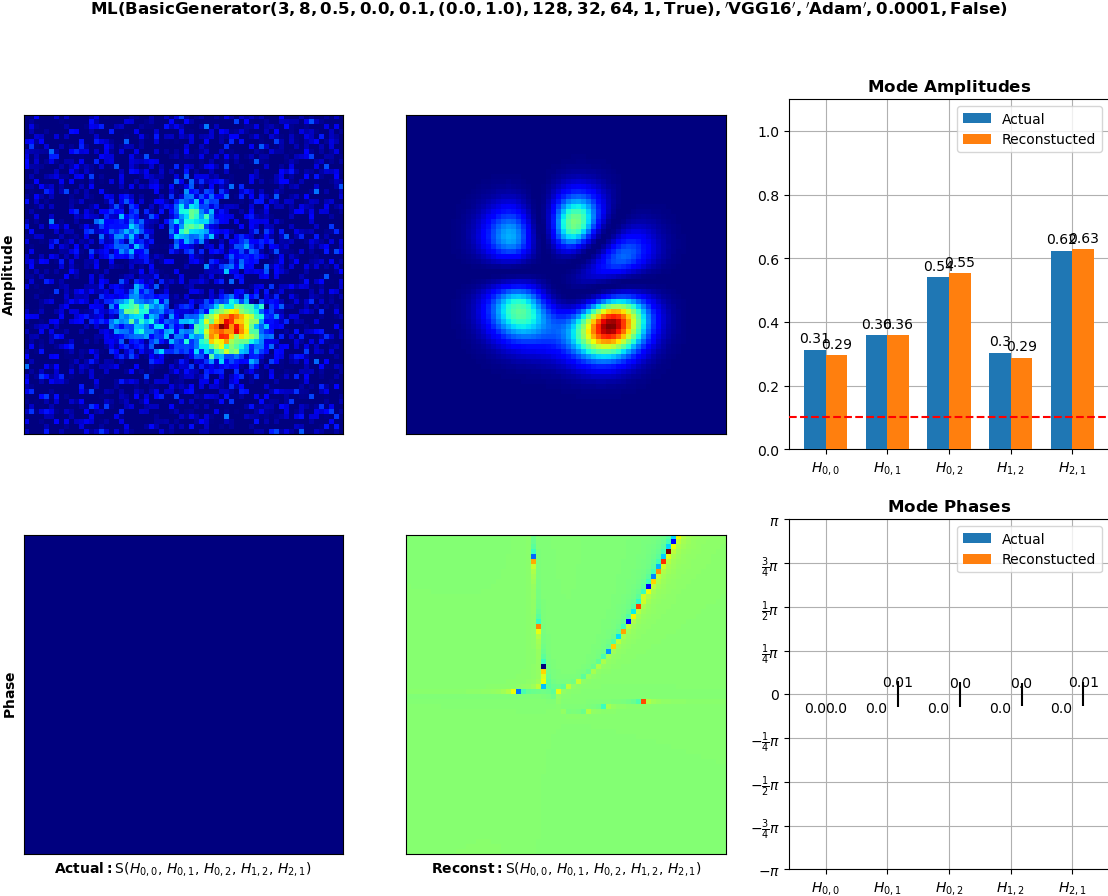 ML(BasicGenerator(3, 8, 0.5, 0.0, 0.1, (0.0, 1.0), 128, 32, 64, 1, True), ′VGG16′, ′Adam′, 0.0001, False)
Amplitude
Mode Amplitudes
Actual
Reconstucted
1.0
0.8
0.6
0.4
0.2
0.0
0.31 0.29
0.36 0.36
0.54 0.55
0.3 0.29
0.62 0.63
H0,0 H0,1 H0,2 H1,2 H2,1
Phase
Actual: S(H0,0, H0,1, H0,2, H1,2, H2,1)
Reconst: S(H0,0, H0,1, H0,2, H1,2, H2,1)
Mode Phases
Actual
Reconstucted
π
3/4π
1/2π
1/4π
0
−1/4π
−1/2π
−3/4π
−π
0.0 0.0
0.0 0.01
0.0 0.0
0.0 0.0
0.0 0.01
H0,0 H0,1 H0,2 H1,2 H2,1